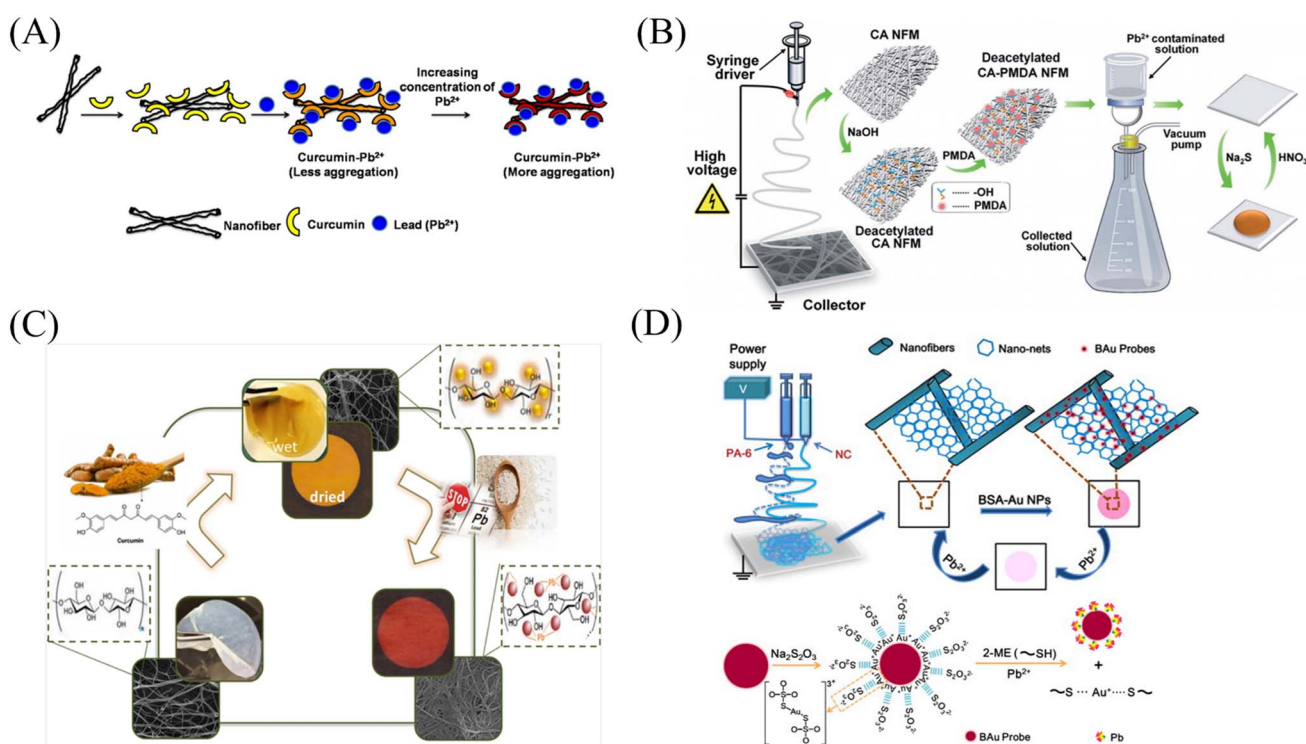 (A)
Increasing
concentration of
Pb²⁺
Curcumin-Pb²⁺
(Less aggregation)
Curcumin-Pb²⁺
(More aggregation)
Nanofiber
Curcumin
Lead (Pb²⁺)
(B)
Syringe
driver
CA NFM
NaOH
High
voltage
Deacetylated
CA NFM
PMDA
Deacetylated
CA-PMDA NFM
-OH
PMDA
Collector
Pb²⁺ contaminated
solution
Vacuum
pump
Collected
solution
Na₂S
HNO₃
(C)
wet
dried
Curcumin
STOP
82
Pb
Lead
(D)
Power
supply
V
PA-6
NC
Nanofibers
Nano-nets
BAu Probes
BSA-Au NPs
Pb²⁺
Pb²⁺
Na₂S₂O₃
2-ME (~SH)
Pb²⁺
+
~S ··· Au⁺ ···· S~
BAu Probe
Pb